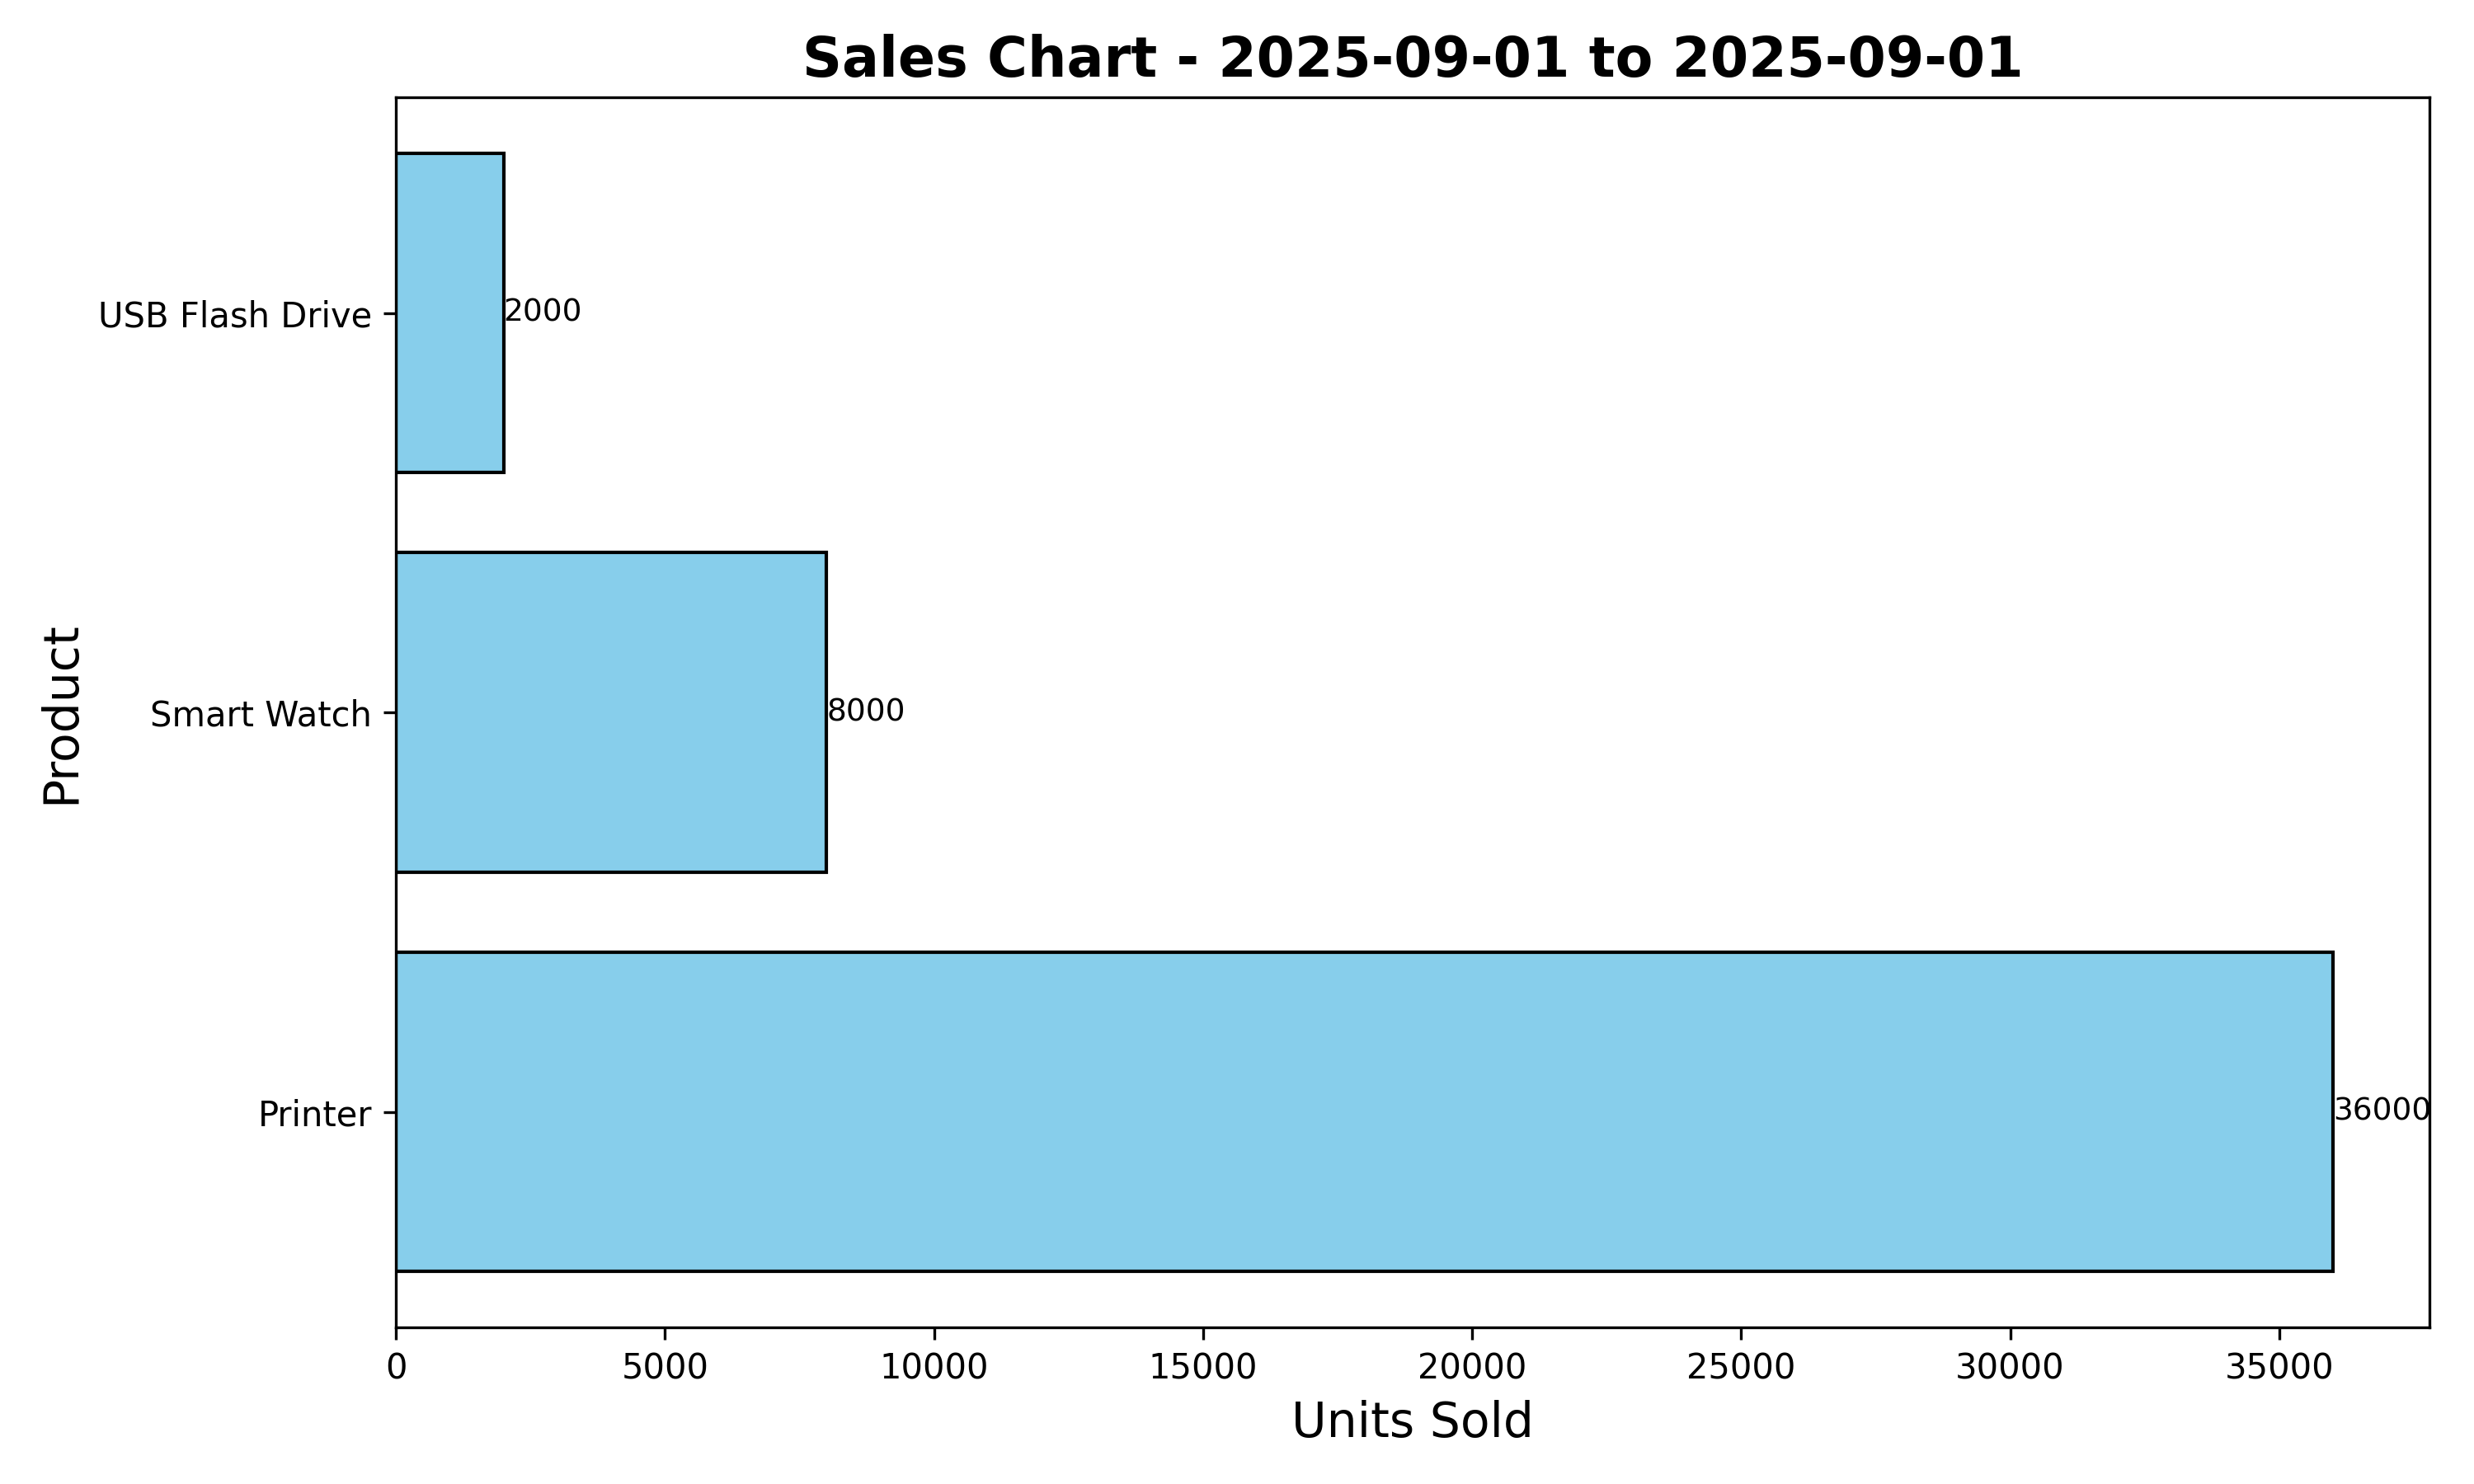 Sales Chart - 2025-09-01 to 2025-09-01
Product
USB Flash Drive
2000
Smart Watch
8000
Printer
36000
0 5000 10000 15000 20000 25000 30000 35000
Units Sold